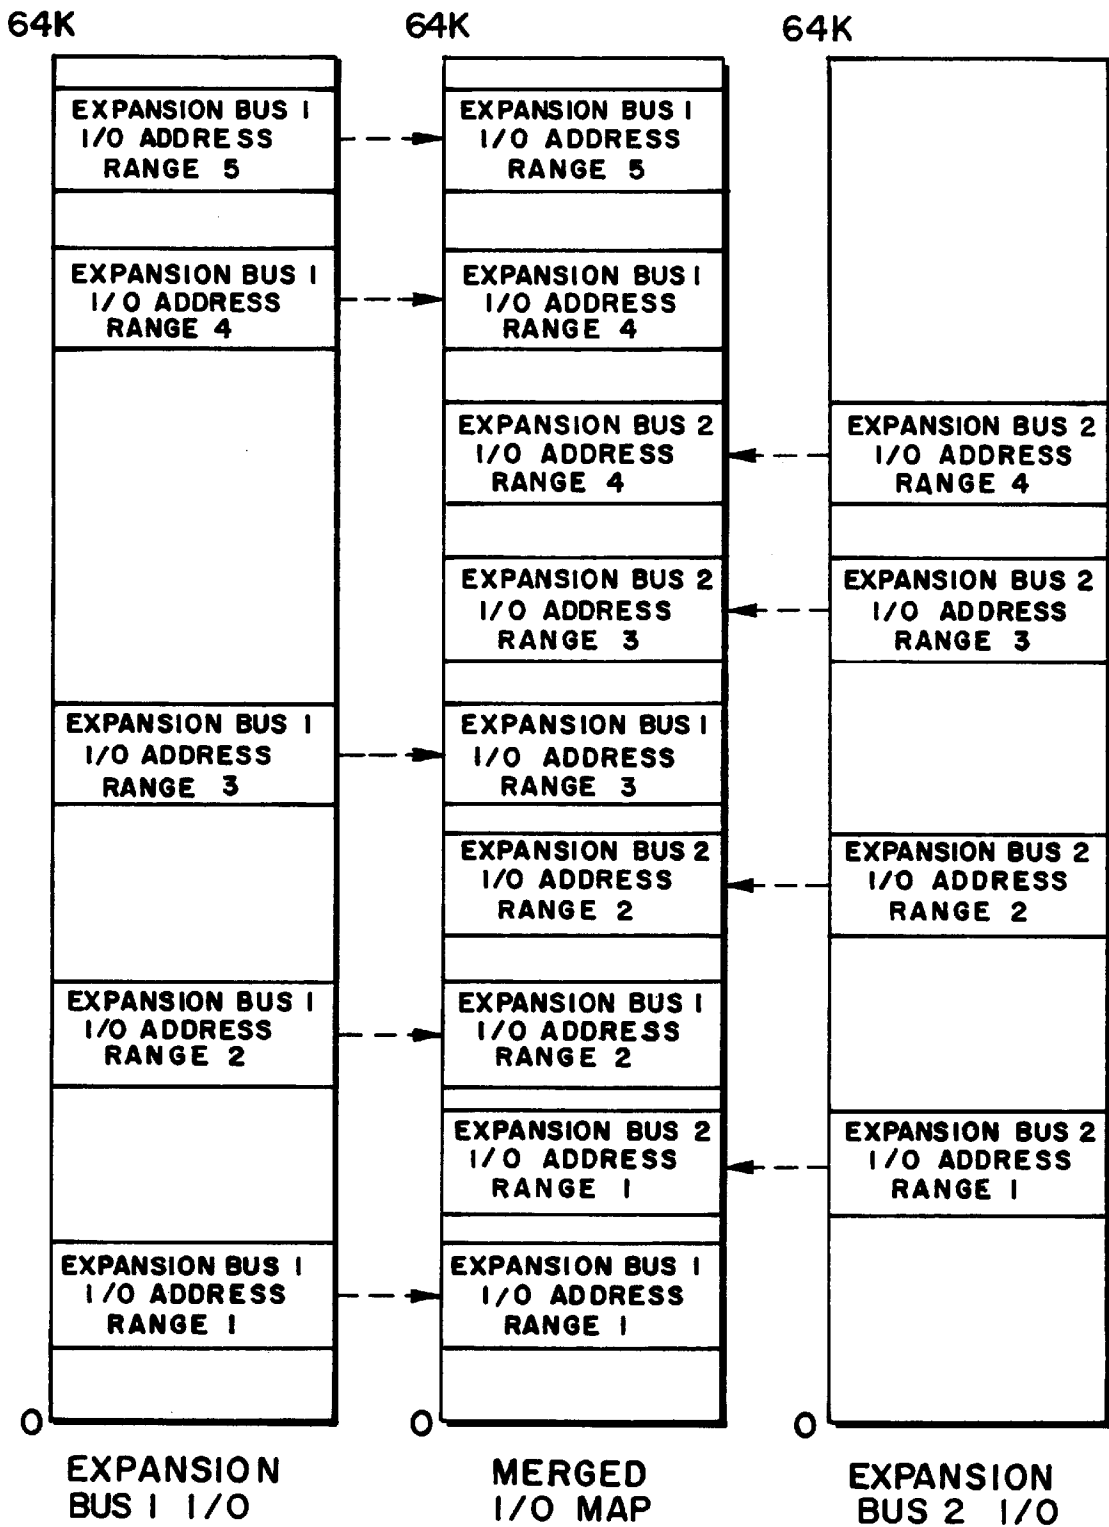 64K
EXPANSION BUS 1
I/O ADDRESS
RANGE 5
EXPANSION BUS 1
I/O ADDRESS
RANGE 4
EXPANSION BUS 1
I/O ADDRESS
RANGE 3
EXPANSION BUS 1
I/O ADDRESS
RANGE 2
EXPANSION BUS 1
I/O ADDRESS
RANGE 1
0
EXPANSION
BUS 1 I/O
64K
EXPANSION BUS 1
I/O ADDRESS
RANGE 5
EXPANSION BUS 1
I/O ADDRESS
RANGE 4
EXPANSION BUS 2
I/O ADDRESS
RANGE 4
EXPANSION BUS 2
I/O ADDRESS
RANGE 3
EXPANSION BUS 1
I/O ADDRESS
RANGE 3
EXPANSION BUS 2
I/O ADDRESS
RANGE 2
EXPANSION BUS 1
I/O ADDRESS
RANGE 2
EXPANSION BUS 2
I/O ADDRESS
RANGE 1
EXPANSION BUS 1
I/O ADDRESS
RANGE 1
0
MERGED
I/O MAP
64K
EXPANSION BUS 2
I/O ADDRESS
RANGE 4
EXPANSION BUS 2
I/O ADDRESS
RANGE 3
EXPANSION BUS 2
I/O ADDRESS
RANGE 2
EXPANSION BUS 2
I/O ADDRESS
RANGE 1
0
EXPANSION
BUS 2 I/O